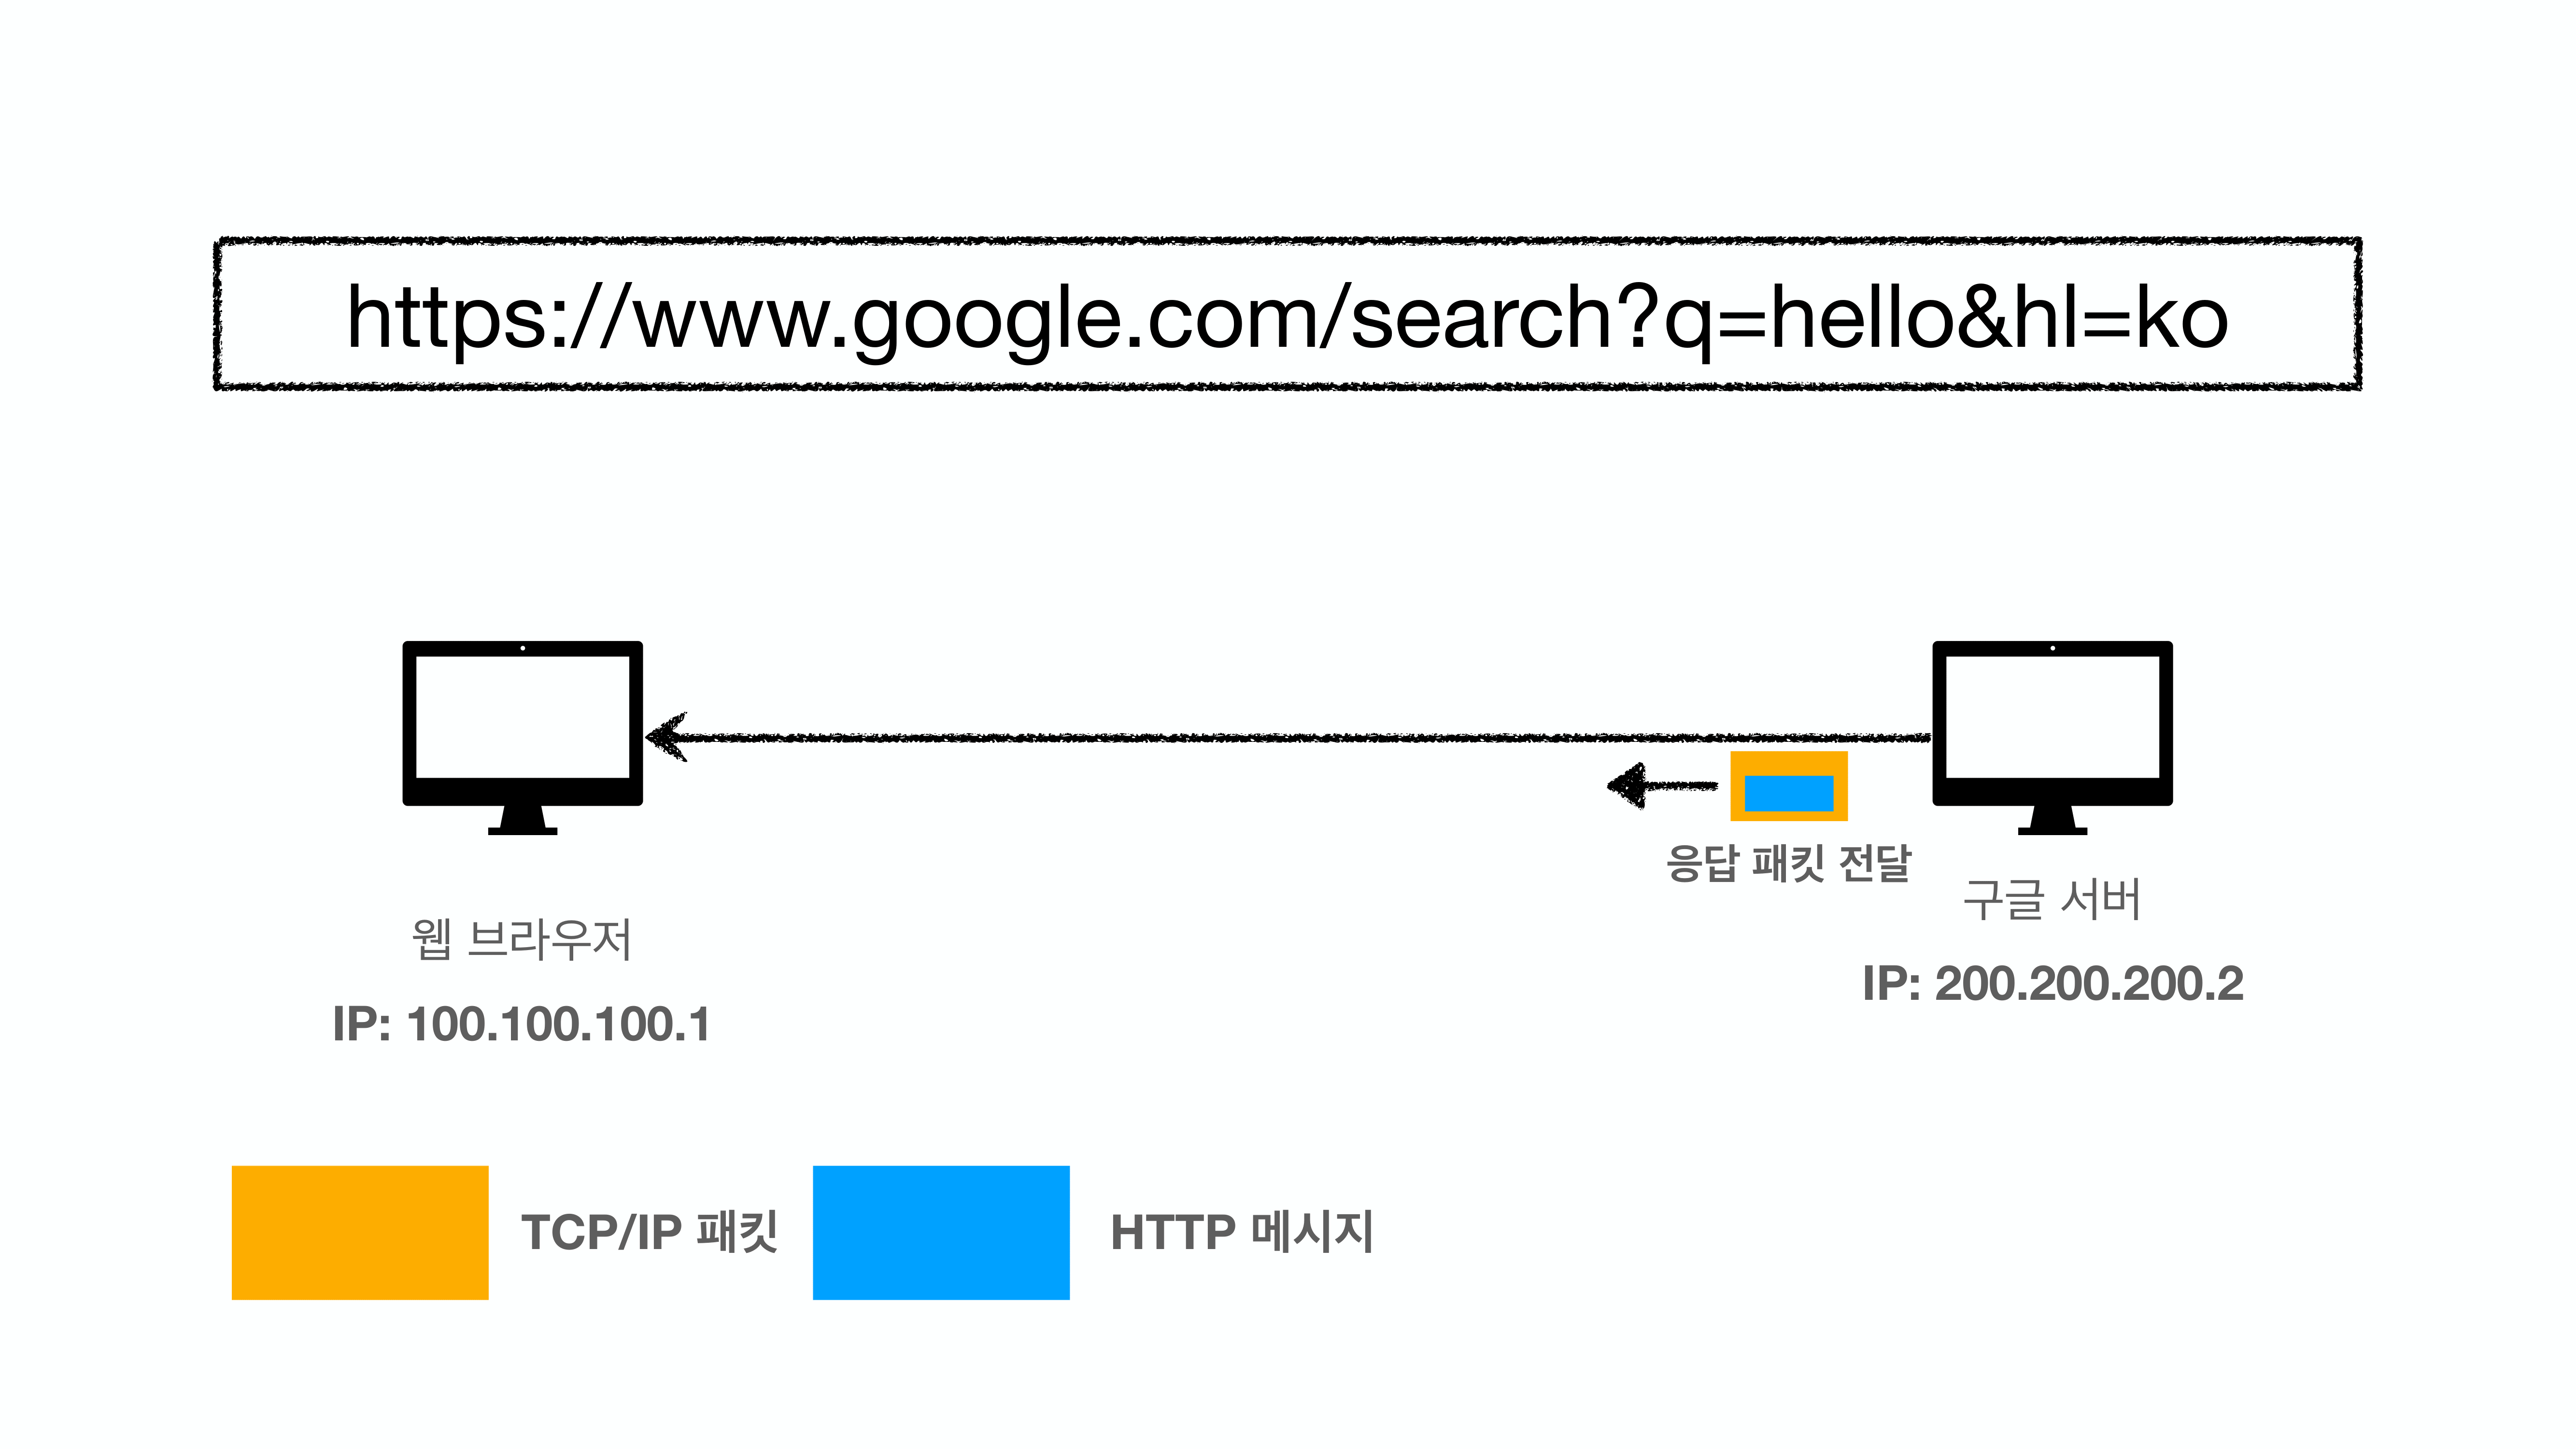 https://www.google.com/search?q=hello&hl=ko
응답 패킷 전달
웹 브라우저
구글 서버
IP: 100.100.100.1
IP: 200.200.200.2
TCP/IP 패킷
HTTP 메시지